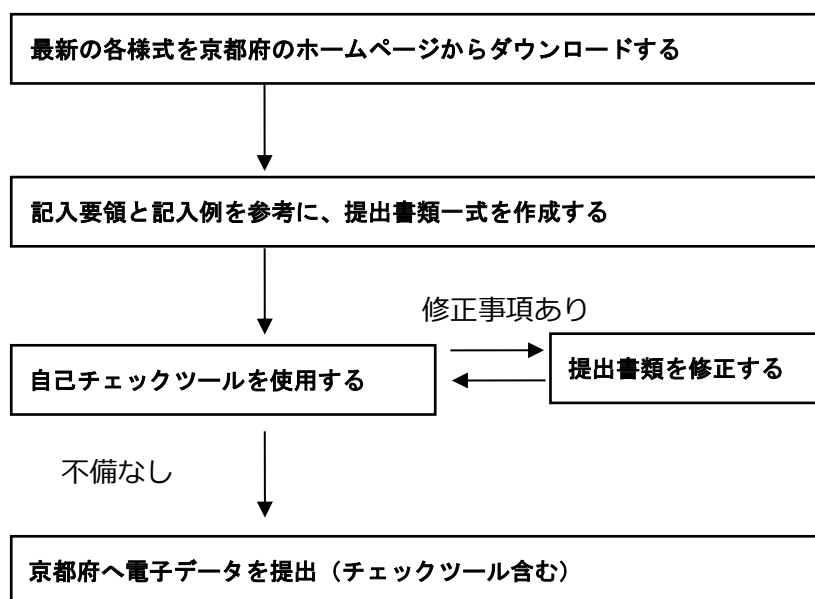 最新の各様式を京都府のホームページからダウンロードする
記入要領と記入例を参考に、提出書類一式を作成する
修正事項あり
自己チェックツールを使用する
提出書類を修正する
不備なし
京都府へ電子データを提出（チェックツール含む）